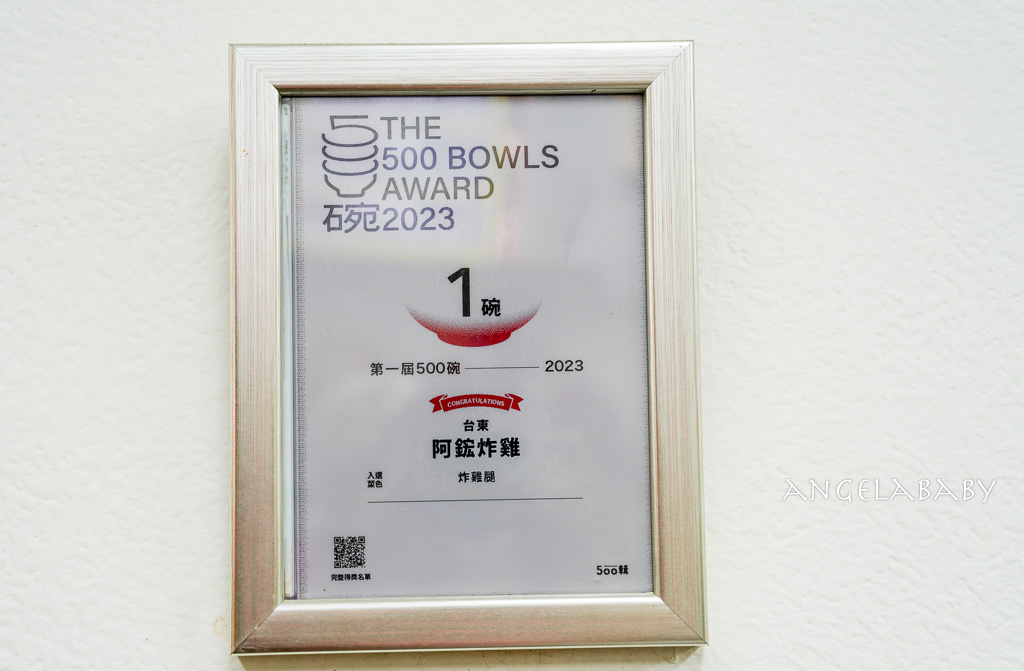 THE
500 BOWLS
AWARD
碗2023
1碗
第一屆500碗 2023
CONGRATULATIONS
台東
阿鋐炸雞
入選
菜色
炸雞腿
完整得獎名單
500輯
ANGELABABY